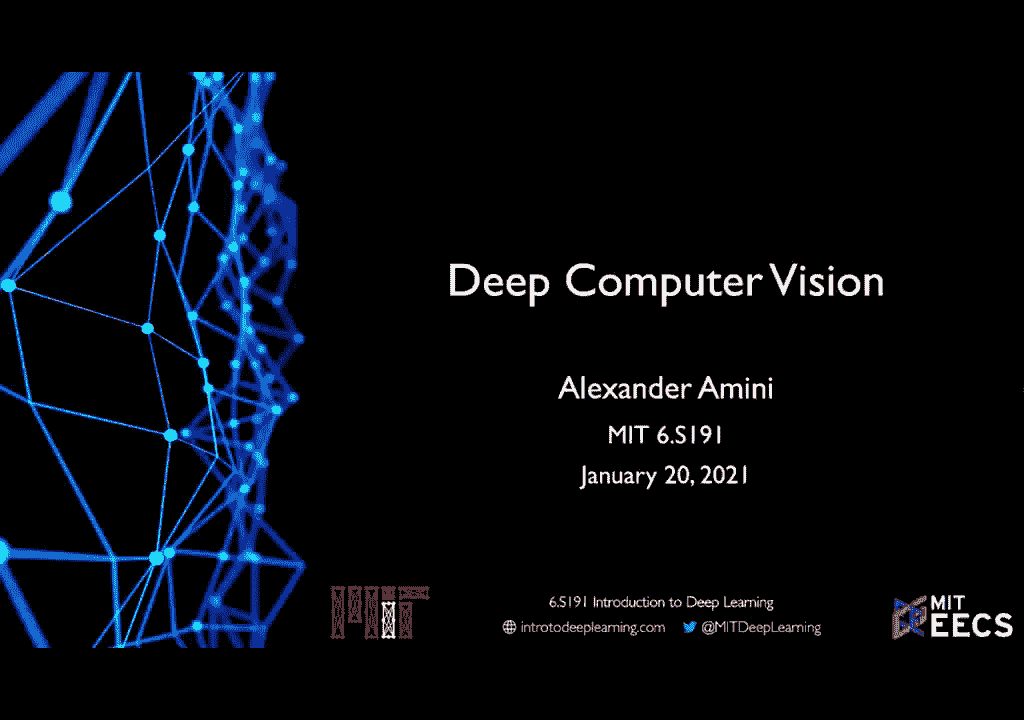 Deep Computer Vision
Alexander Amini
MIT 6.S191
January 20, 2021
6.S191 Introduction to Deep Learning
introtodeeplearning.com @MITDeepLearning
MIT
MIT
EECS